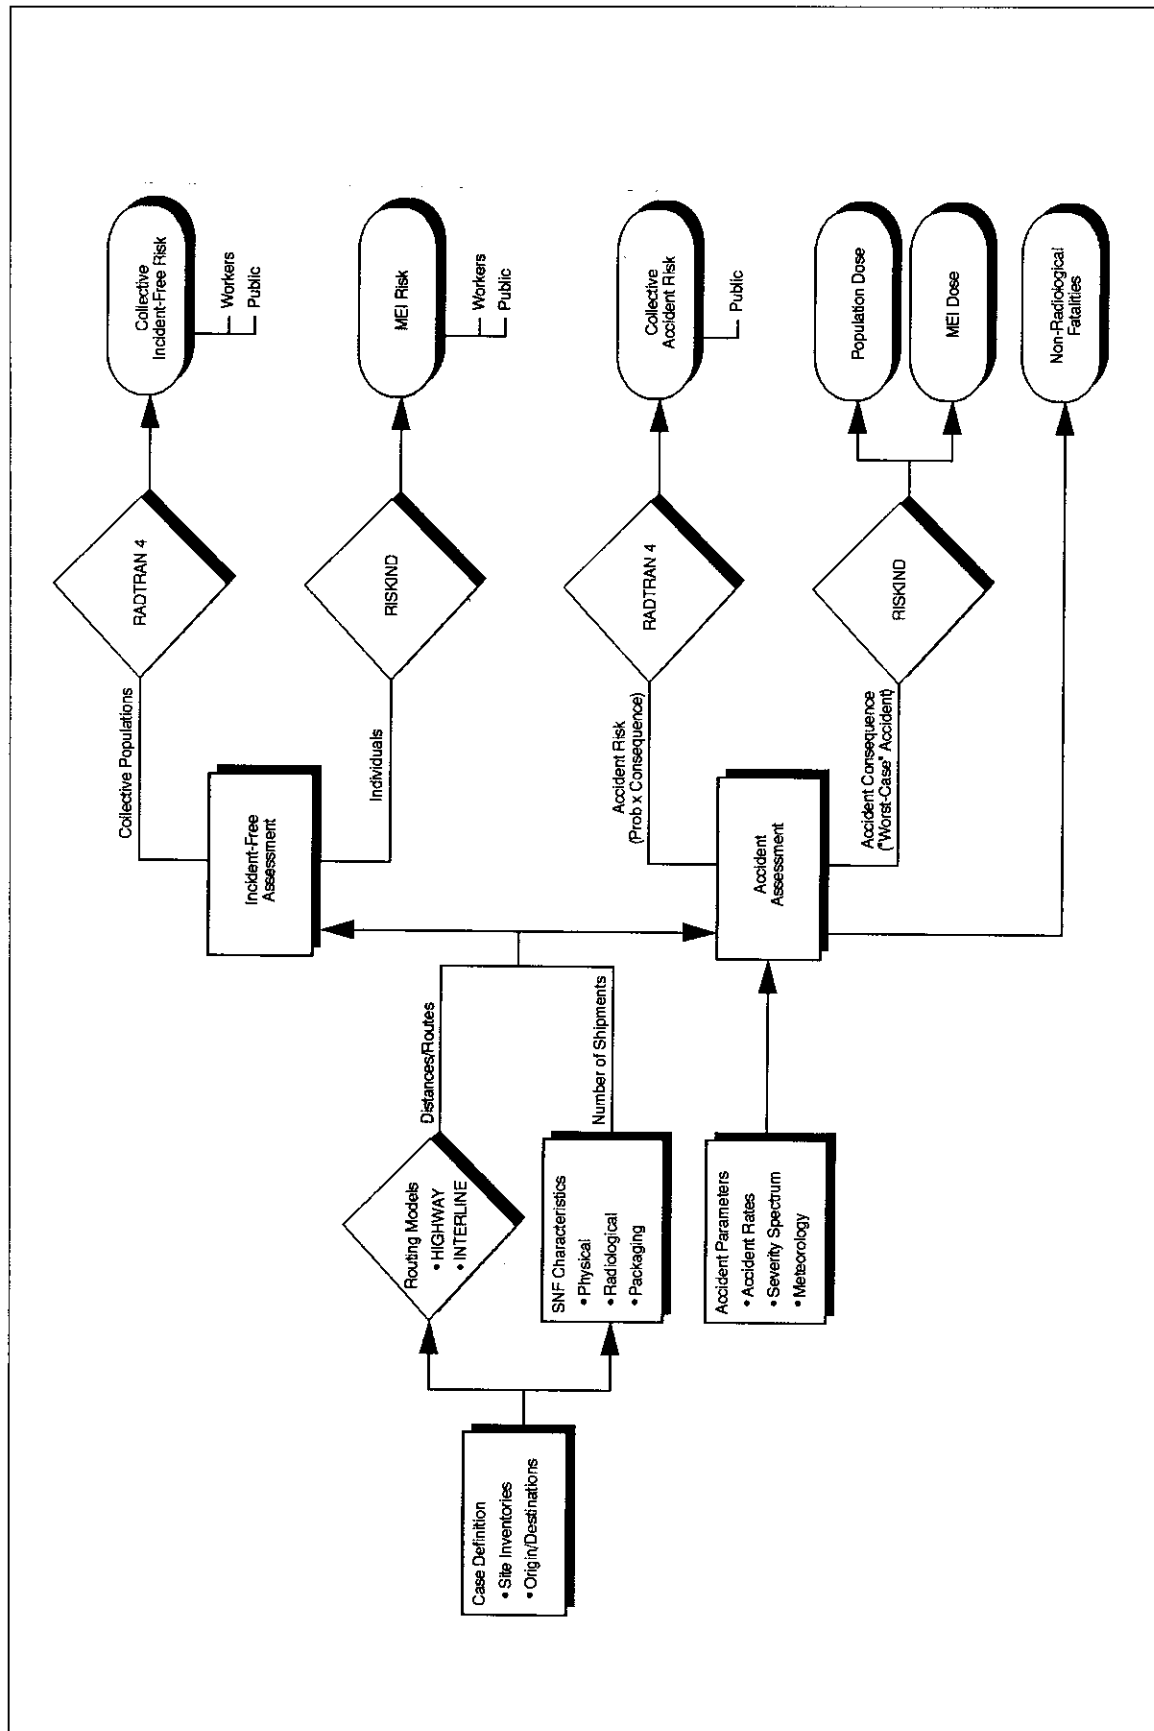 Case Definition
• Site Inventories
• Origin/Destinations
Routing Models
• HIGHWAY
• INTERLINE
Distances/Routes
SNF Characteristics
• Physical
• Radiological
• Packaging
Number of Shipments
Accident Parameters
• Accident Rates
• Severity Spectrum
• Meteorology
Incident-Free
Assessment
Collective Populations
Individuals
Accident
Assessment
Accident Risk
(Prob x Consequence)
Accident Consequence
("Worst-Case" Accident)
RADTRAN 4
RISKIND
RADTRAN 4
RISKIND
Collective
Incident-Free Risk
Workers
Public
MEI Risk
Workers
Public
Collective
Accident Risk
Public
Population Dose
MEI Dose
Non-Radiological
Fatalities